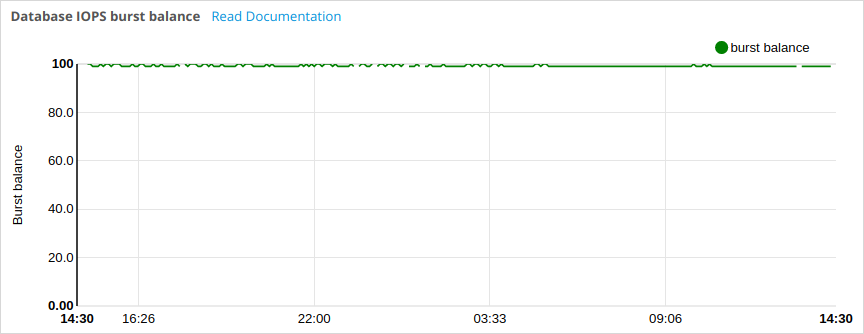 Database IOPS burst balance Read Documentation
burst balance
Burst balance
100
80.0
60.0
40.0
20.0
0.00
14:30 16:26 22:00 03:33 09:06 14:30